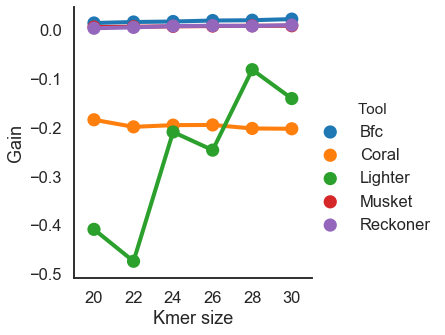 0.0
−0.1
−0.2
−0.3
−0.4
−0.5
Gain
20 22 24 26 28 30
Kmer size
Tool
Bfc
Coral
Lighter
Musket
Reckoner